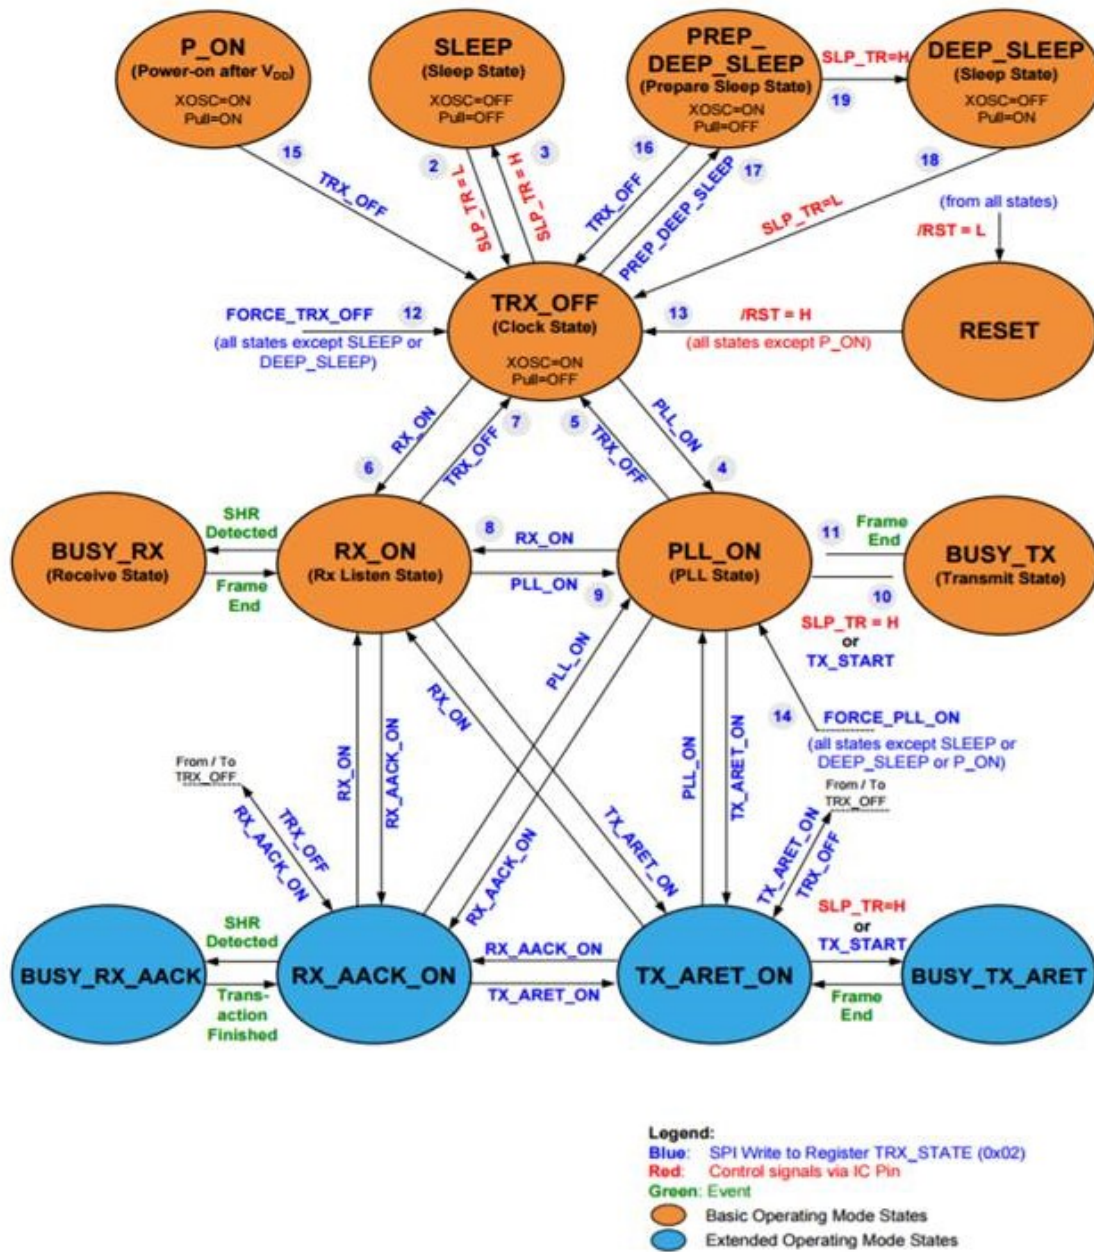 P_ON
(Power-on after VDD)
XOSC=ON
Pull=ON
SLEEP
(Sleep State)
XOSC=OFF
Pull=OFF
PREP_
DEEP_SLEEP
(Prepare Sleep State)
XOSC=ON
Pull=OFF
SLP_TR=H
19
DEEP_SLEEP
(Sleep State)
XOSC=OFF
Pull=ON
15
TRX_OFF
2
SLP_TR=L
3
SLP_TR = H
16
TRX_OFF
17
PREP_DEEP_SLEEP
18
SLP_TR=L
(from all states)
/RST = L
FORCE_TRX_OFF
12
(all states except SLEEP or
DEEP_SLEEP)
TRX_OFF
(Clock State)
XOSC=ON
Pull=OFF
13
/RST = H
(all states except P_ON)
RESET
6
RX_ON
7
TRX_OFF
5
TRX_OFF
4
PLL_ON
BUSY_RX
(Receive State)
SHR
Detected
Frame
End
RX_ON
(Rx Listen State)
8
RX_ON
PLL_ON
9
PLL_ON
(PLL State)
11
Frame
End
10
SLP_TR = H
or
TX_START
BUSY_TX
(Transmit State)
14
FORCE_PLL_ON
(all states except SLEEP or
DEEP_SLEEP or P_ON)
RX_ON
RX_AACK_ON
RX_ON
TX_ARET_ON
PLL_ON
RX_AACK_ON
PLL_ON
TX_ARET_ON
From / To
TRX_OFF
TRX_OFF
RX_AACK_ON
From / To
TRX_OFF
TX_ARET_ON
TRX_OFF
BUSY_RX_AACK
SHR
Detected
Trans-
action
Finished
RX_AACK_ON
RX_AACK_ON
TX_ARET_ON
TX_ARET_ON
SLP_TR=H
or
TX_START
Frame
End
BUSY_TX_ARET
Legend:
Blue: SPI Write to Register TRX_STATE (0x02)
Red: Control signals via IC Pin
Green: Event
Basic Operating Mode States
Extended Operating Mode States